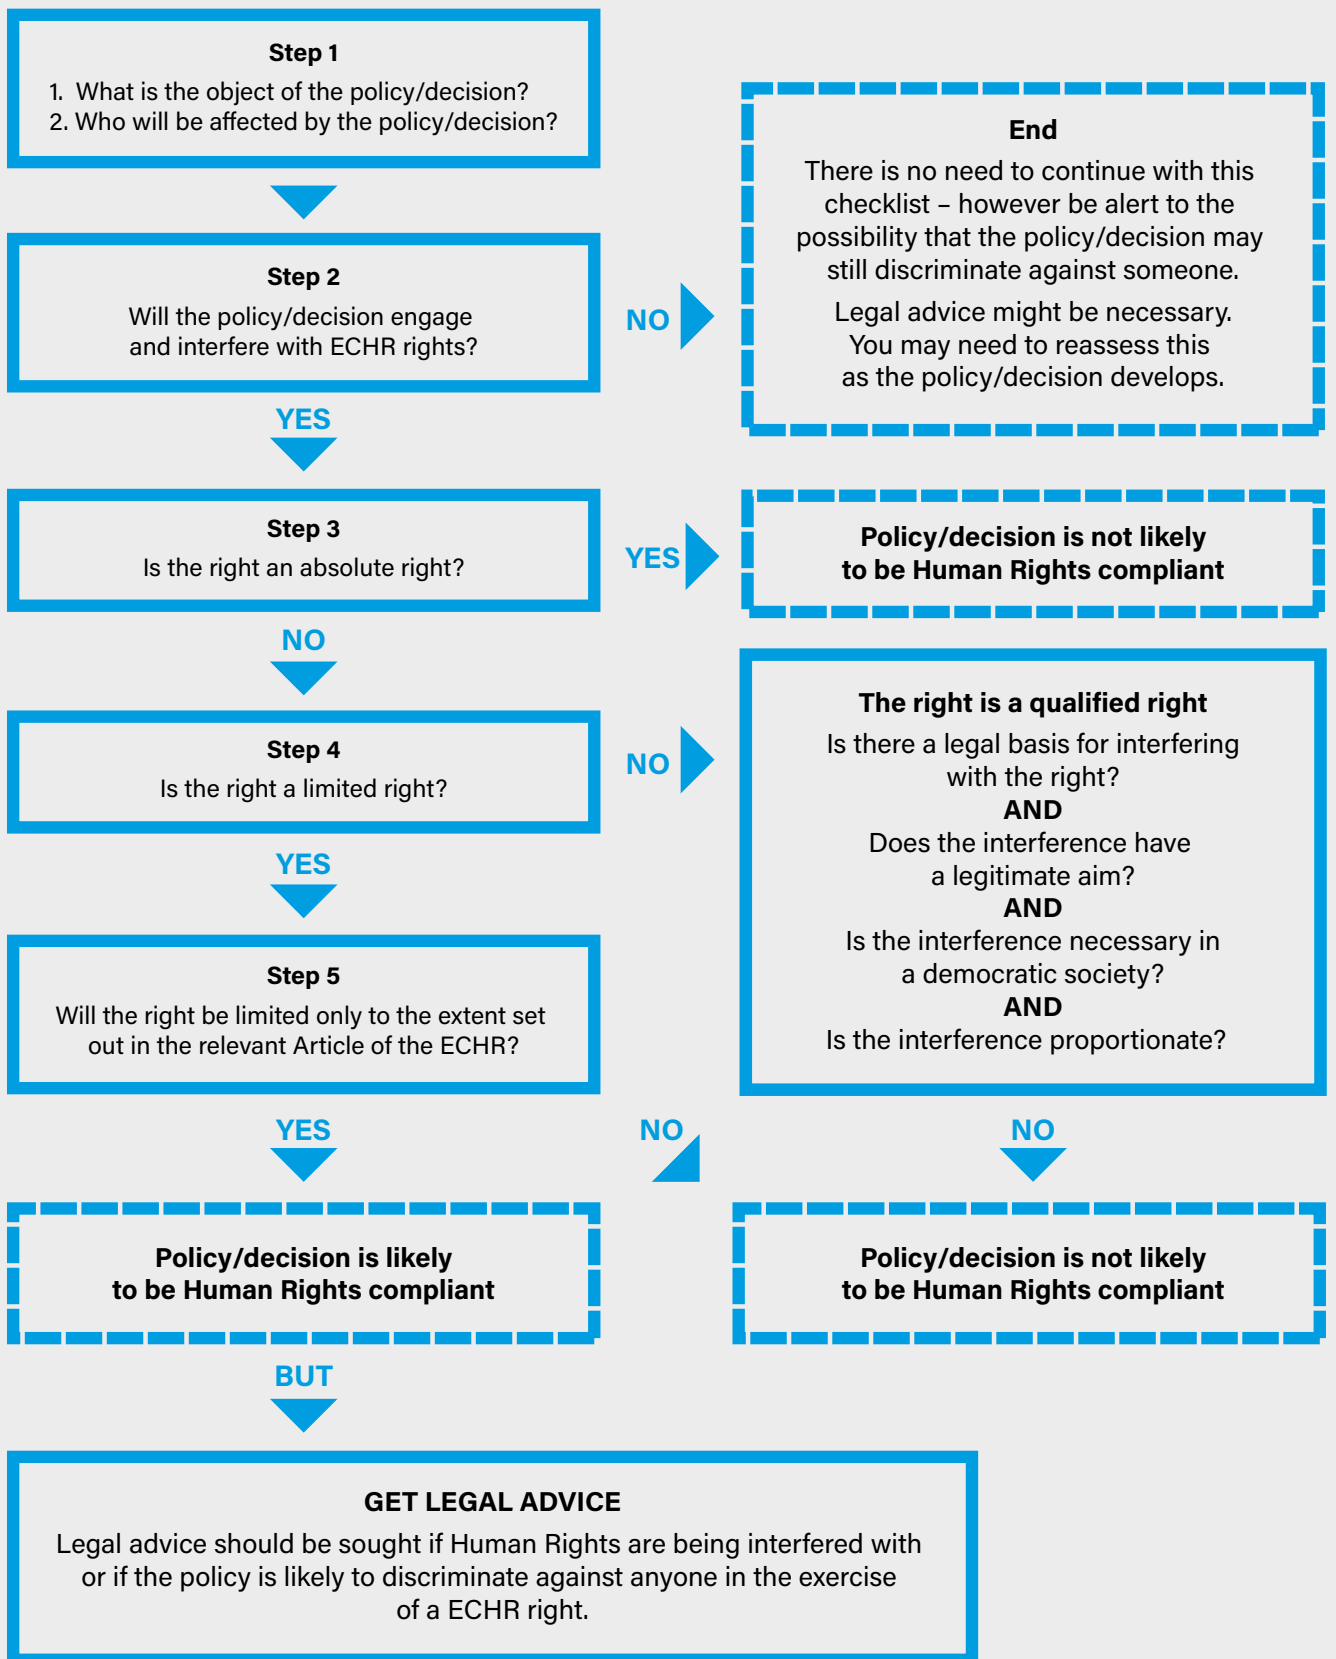 Step 1
1. What is the object of the policy/decision?
2. Who will be affected by the policy/decision?
End
There is no need to continue with this
checklist – however be alert to the
possibility that the policy/decision may
still discriminate against someone.
Legal advice might be necessary.
You may need to reassess this
as the policy/decision develops.
Step 2
Will the policy/decision engage
and interfere with ECHR rights?
NO
YES
Step 3
Is the right an absolute right?
YES
Policy/decision is not likely
to be Human Rights compliant
NO
Step 4
Is the right a limited right?
NO
The right is a qualified right
Is there a legal basis for interfering
with the right?
AND
Does the interference have
a legitimate aim?
AND
Is the interference necessary in
a democratic society?
AND
Is the interference proportionate?
YES
Step 5
Will the right be limited only to the extent set
out in the relevant Article of the ECHR?
YES
NO
NO
Policy/decision is likely
to be Human Rights compliant
Policy/decision is not likely
to be Human Rights compliant
BUT
GET LEGAL ADVICE
Legal advice should be sought if Human Rights are being interfered with
or if the policy is likely to discriminate against anyone in the exercise
of a ECHR right.